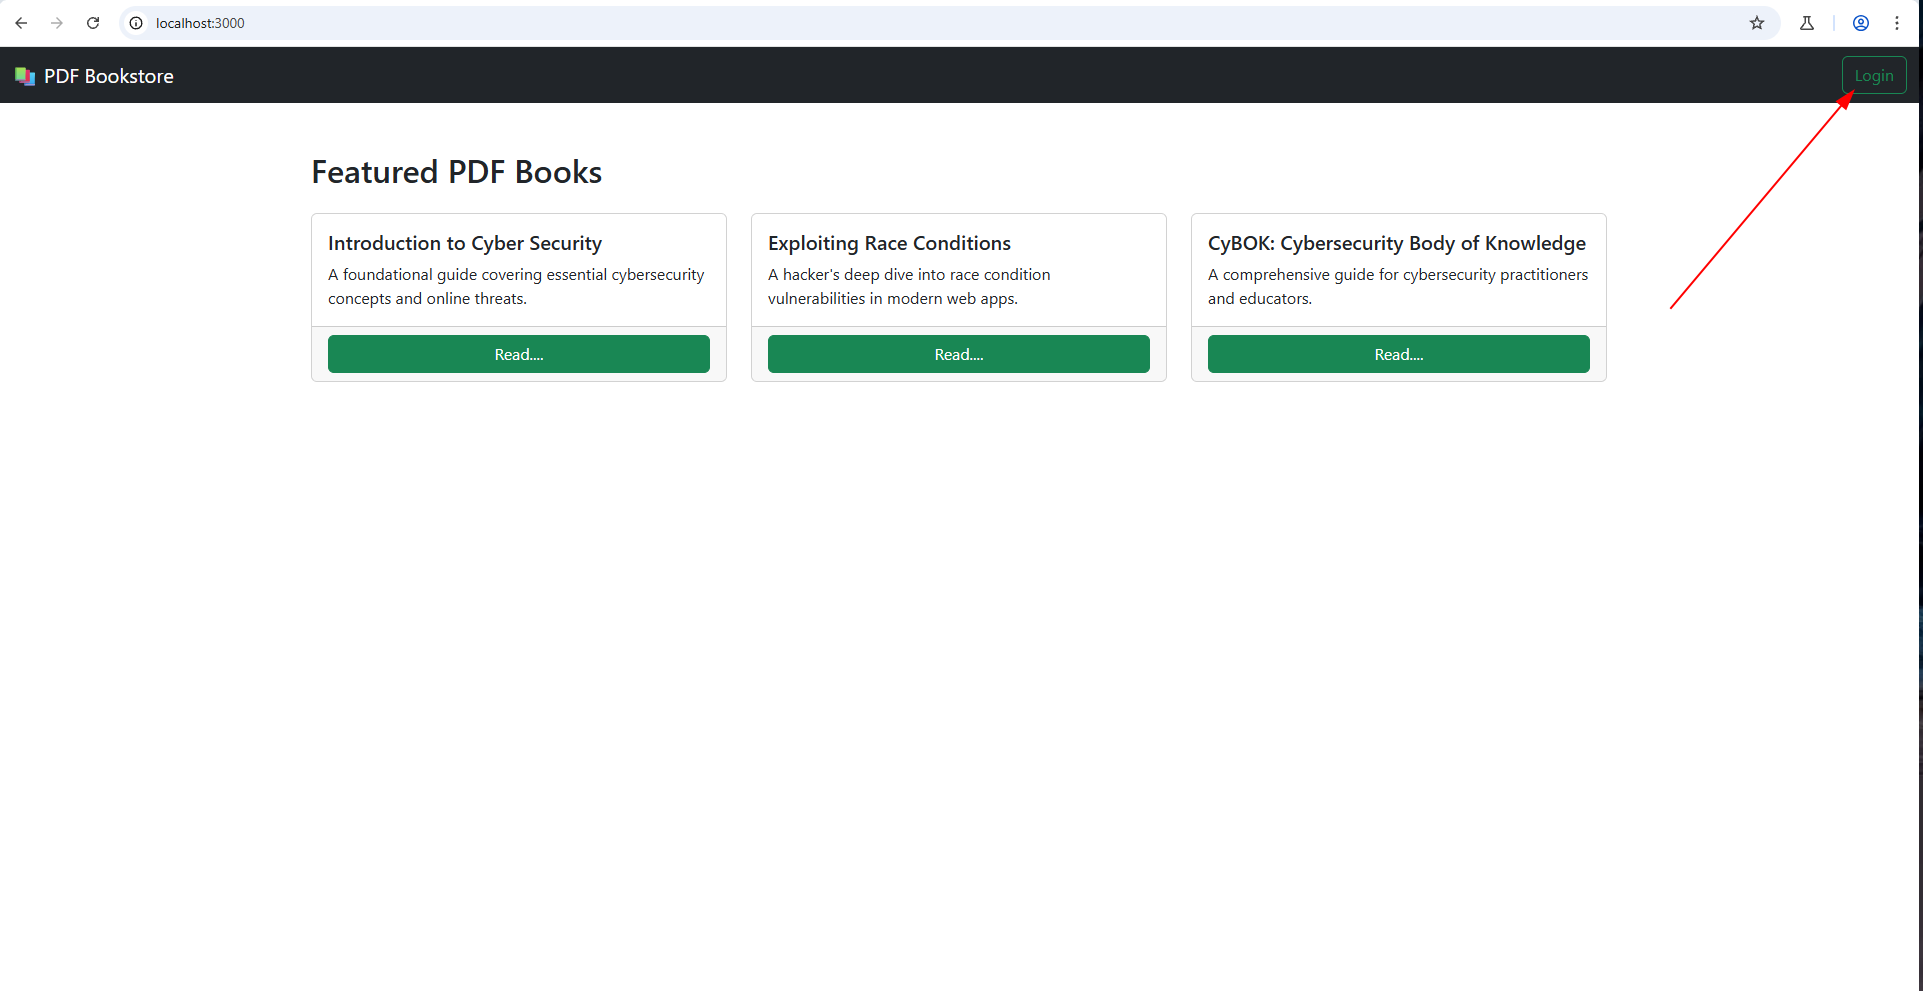 localhost:3000
PDF Bookstore
Login
Featured PDF Books
Introduction to Cyber Security
A foundational guide covering essential cybersecurity
concepts and online threats.
Read....
Exploiting Race Conditions
A hacker's deep dive into race condition
vulnerabilities in modern web apps.
Read....
CyBOK: Cybersecurity Body of Knowledge
A comprehensive guide for cybersecurity practitioners
and educators.
Read....